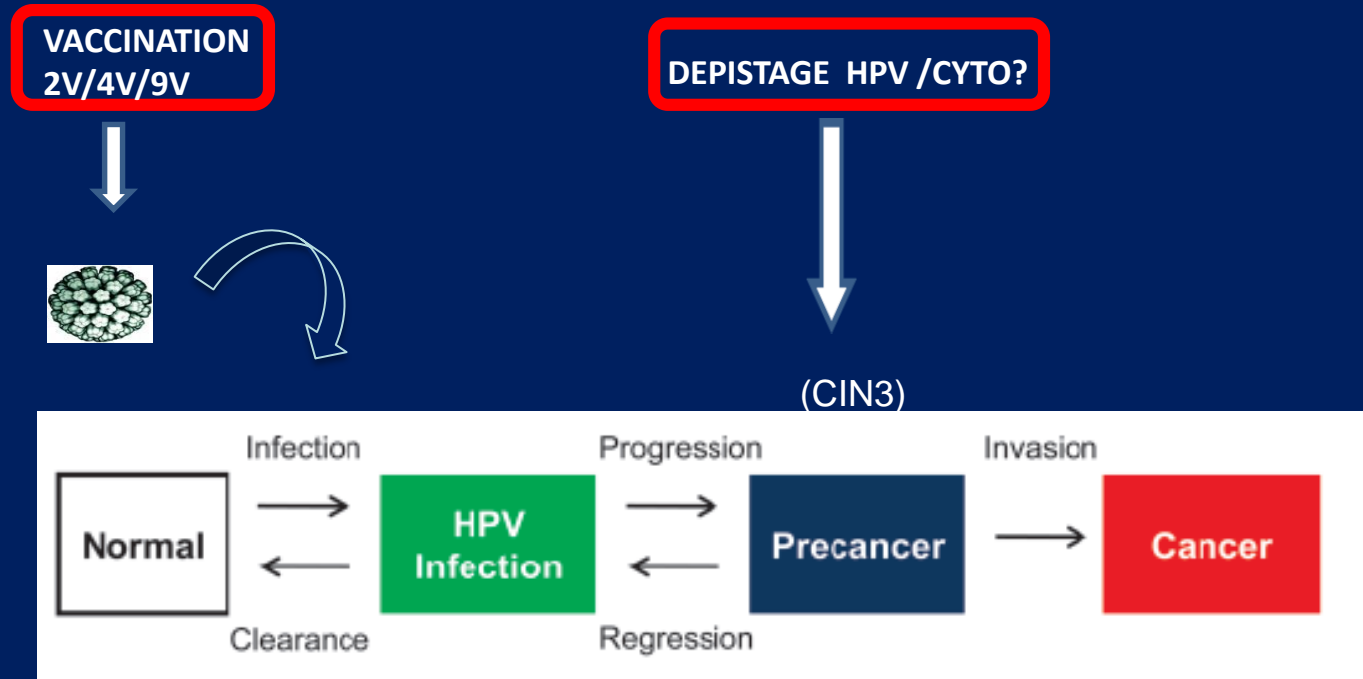 VACCINATION
2V/4V/9V
DEPISTAGE HPV /CYTO?
(CIN3)
Infection
Progression
Invasion
Normal
HPV
Infection
Precancer
Cancer
Clearance
Regression